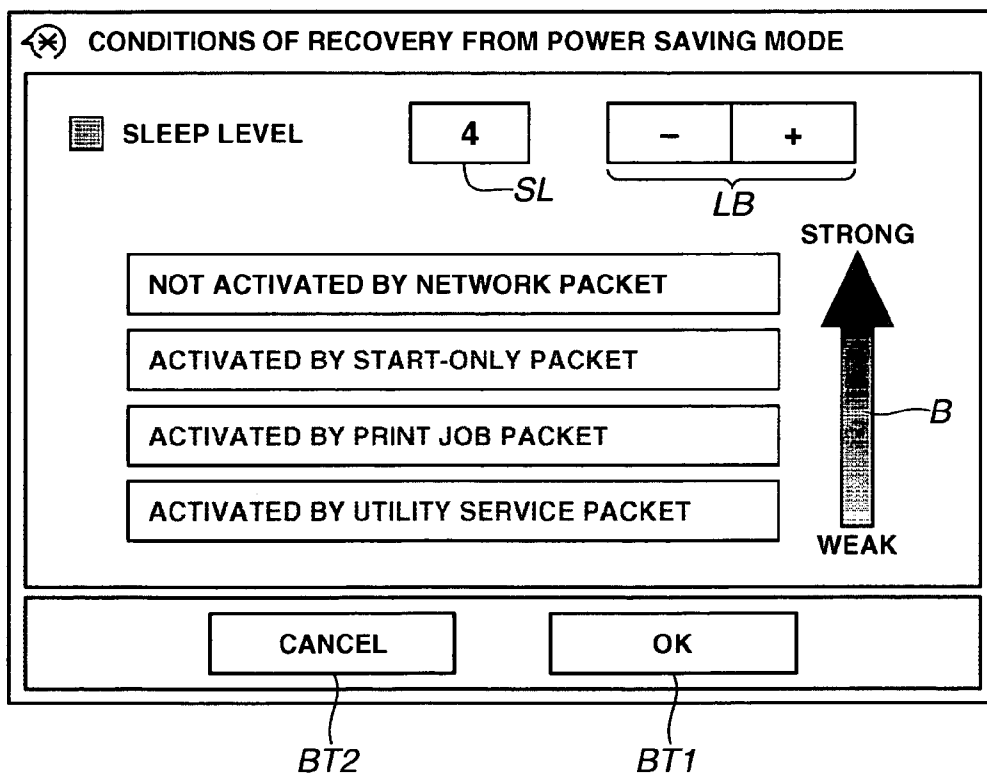 CONDITIONS OF RECOVERY FROM POWER SAVING MODE
SLEEP LEVEL 4 − +
SL
LB
STRONG
NOT ACTIVATED BY NETWORK PACKET
ACTIVATED BY START-ONLY PACKET
B
ACTIVATED BY PRINT JOB PACKET
ACTIVATED BY UTILITY SERVICE PACKET
WEAK
CANCEL OK
BT2 BT1